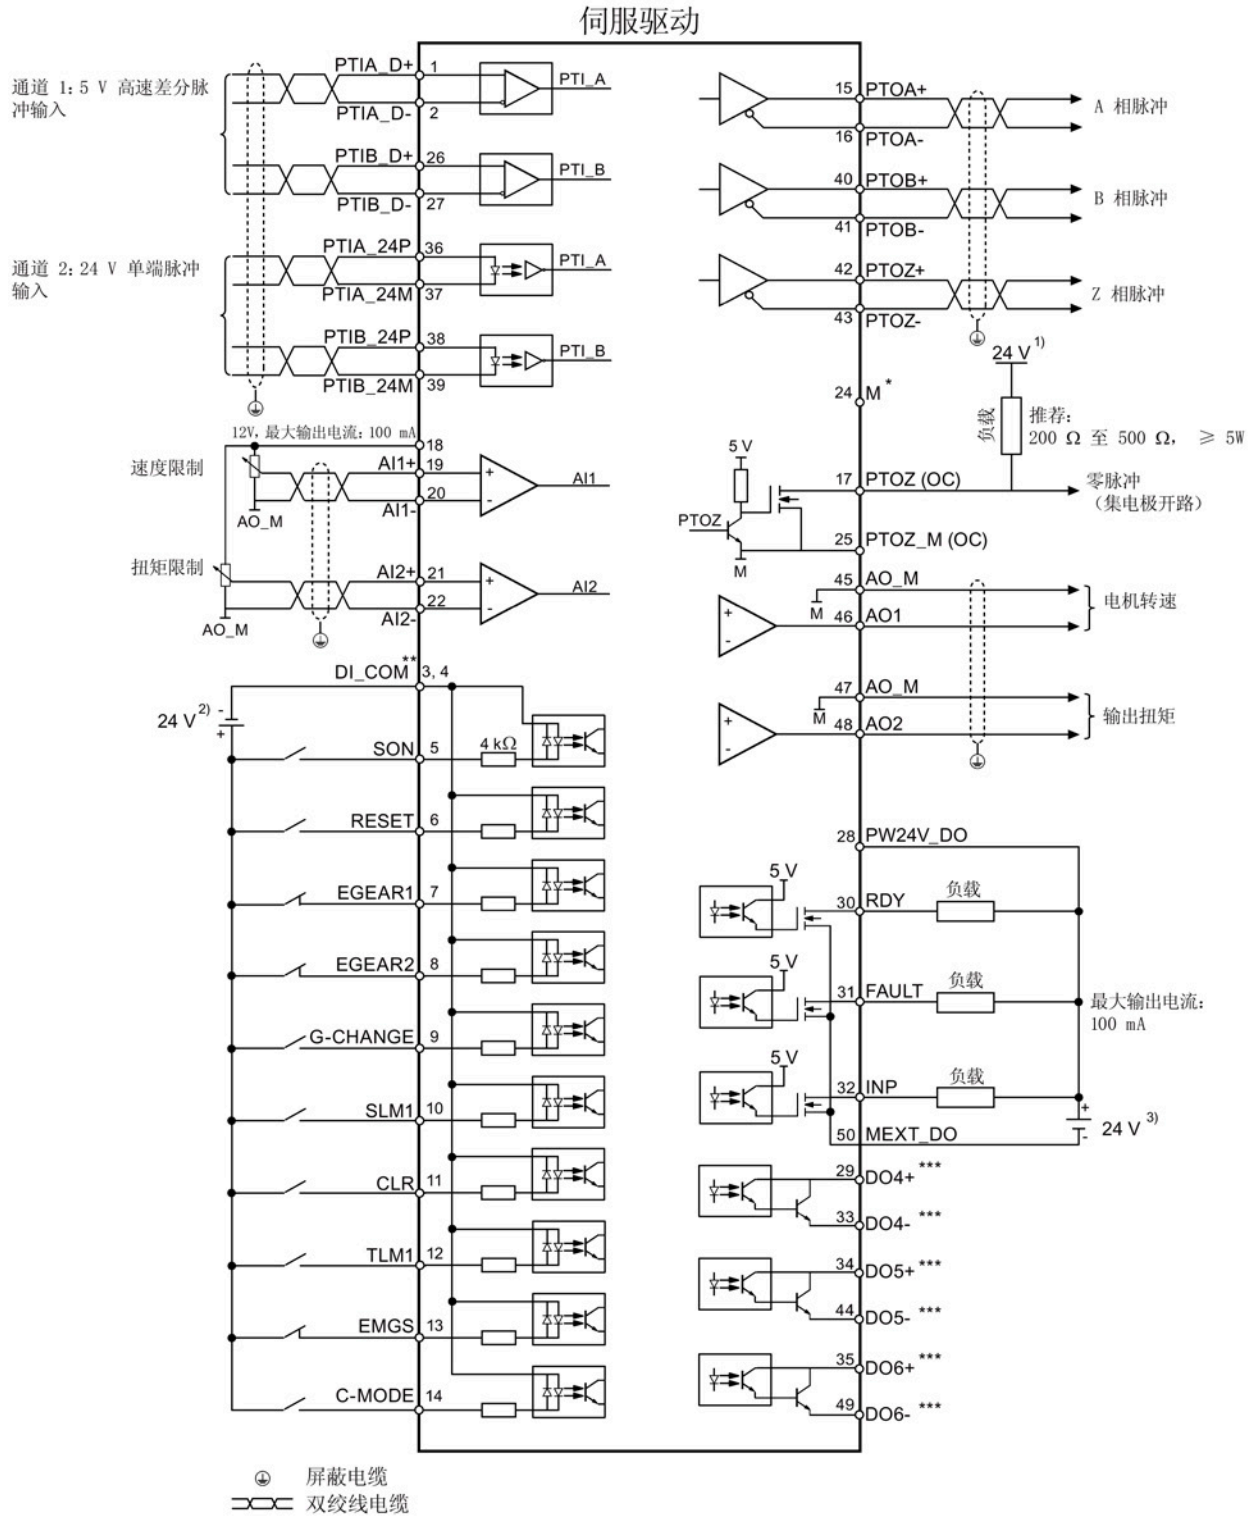 伺服驱动
通道 1: 5 V 高速差分脉
冲输入
PTIA_D+ 1
PTI_A
PTIA_D- 2
PTIB_D+ 26
PTI_B
PTIB_D- 27
通道 2: 24 V 单端脉冲
输入
PTIA_24P 36
PTI_A
PTIA_24M 37
PTIB_24P 38
PTI_B
PTIB_24M 39
12V, 最大输出电流: 100 mA 18
速度限制
AI1+ 19
AI1
20
AI1-
AO_M
扭矩限制
AI2+ 21
AI2
22
AI2-
AO_M
DI_COM** 3, 4
24 V 2)
-
+
SON 5 4 kΩ
RESET 6
EGEAR1 7
EGEAR2 8
G-CHANGE 9
SLM1 10
CLR 11
TLM1 12
EMGS 13
C-MODE 14
15 PTOA+
A 相脉冲
16 PTOA-
40 PTOB+
B 相脉冲
41 PTOB-
42 PTOZ+
Z 相脉冲
43 PTOZ-
24 V 1)
24 M*
负载
推荐:
200 Ω 至 500 Ω, ≥ 5W
5 V
17 PTOZ (OC)
零脉冲
(集电极开路)
PTOZ
25 PTOZ_M (OC)
M
45 AO_M
M
电机转速
+
-
46 AO1
47 AO_M
M
输出扭矩
+
-
48 AO2
28 PW24V_DO
5 V
30 RDY 负载
5 V
31 FAULT 负载
最大输出电流:
100 mA
5 V
32 INP 负载
+
24 V 3)
-
50 MEXT_DO
29 DO4+ ***
33 DO4- ***
34 DO5+ ***
44 DO5- ***
35 DO6+ ***
49 DO6- ***
屏蔽电缆
双绞线电缆